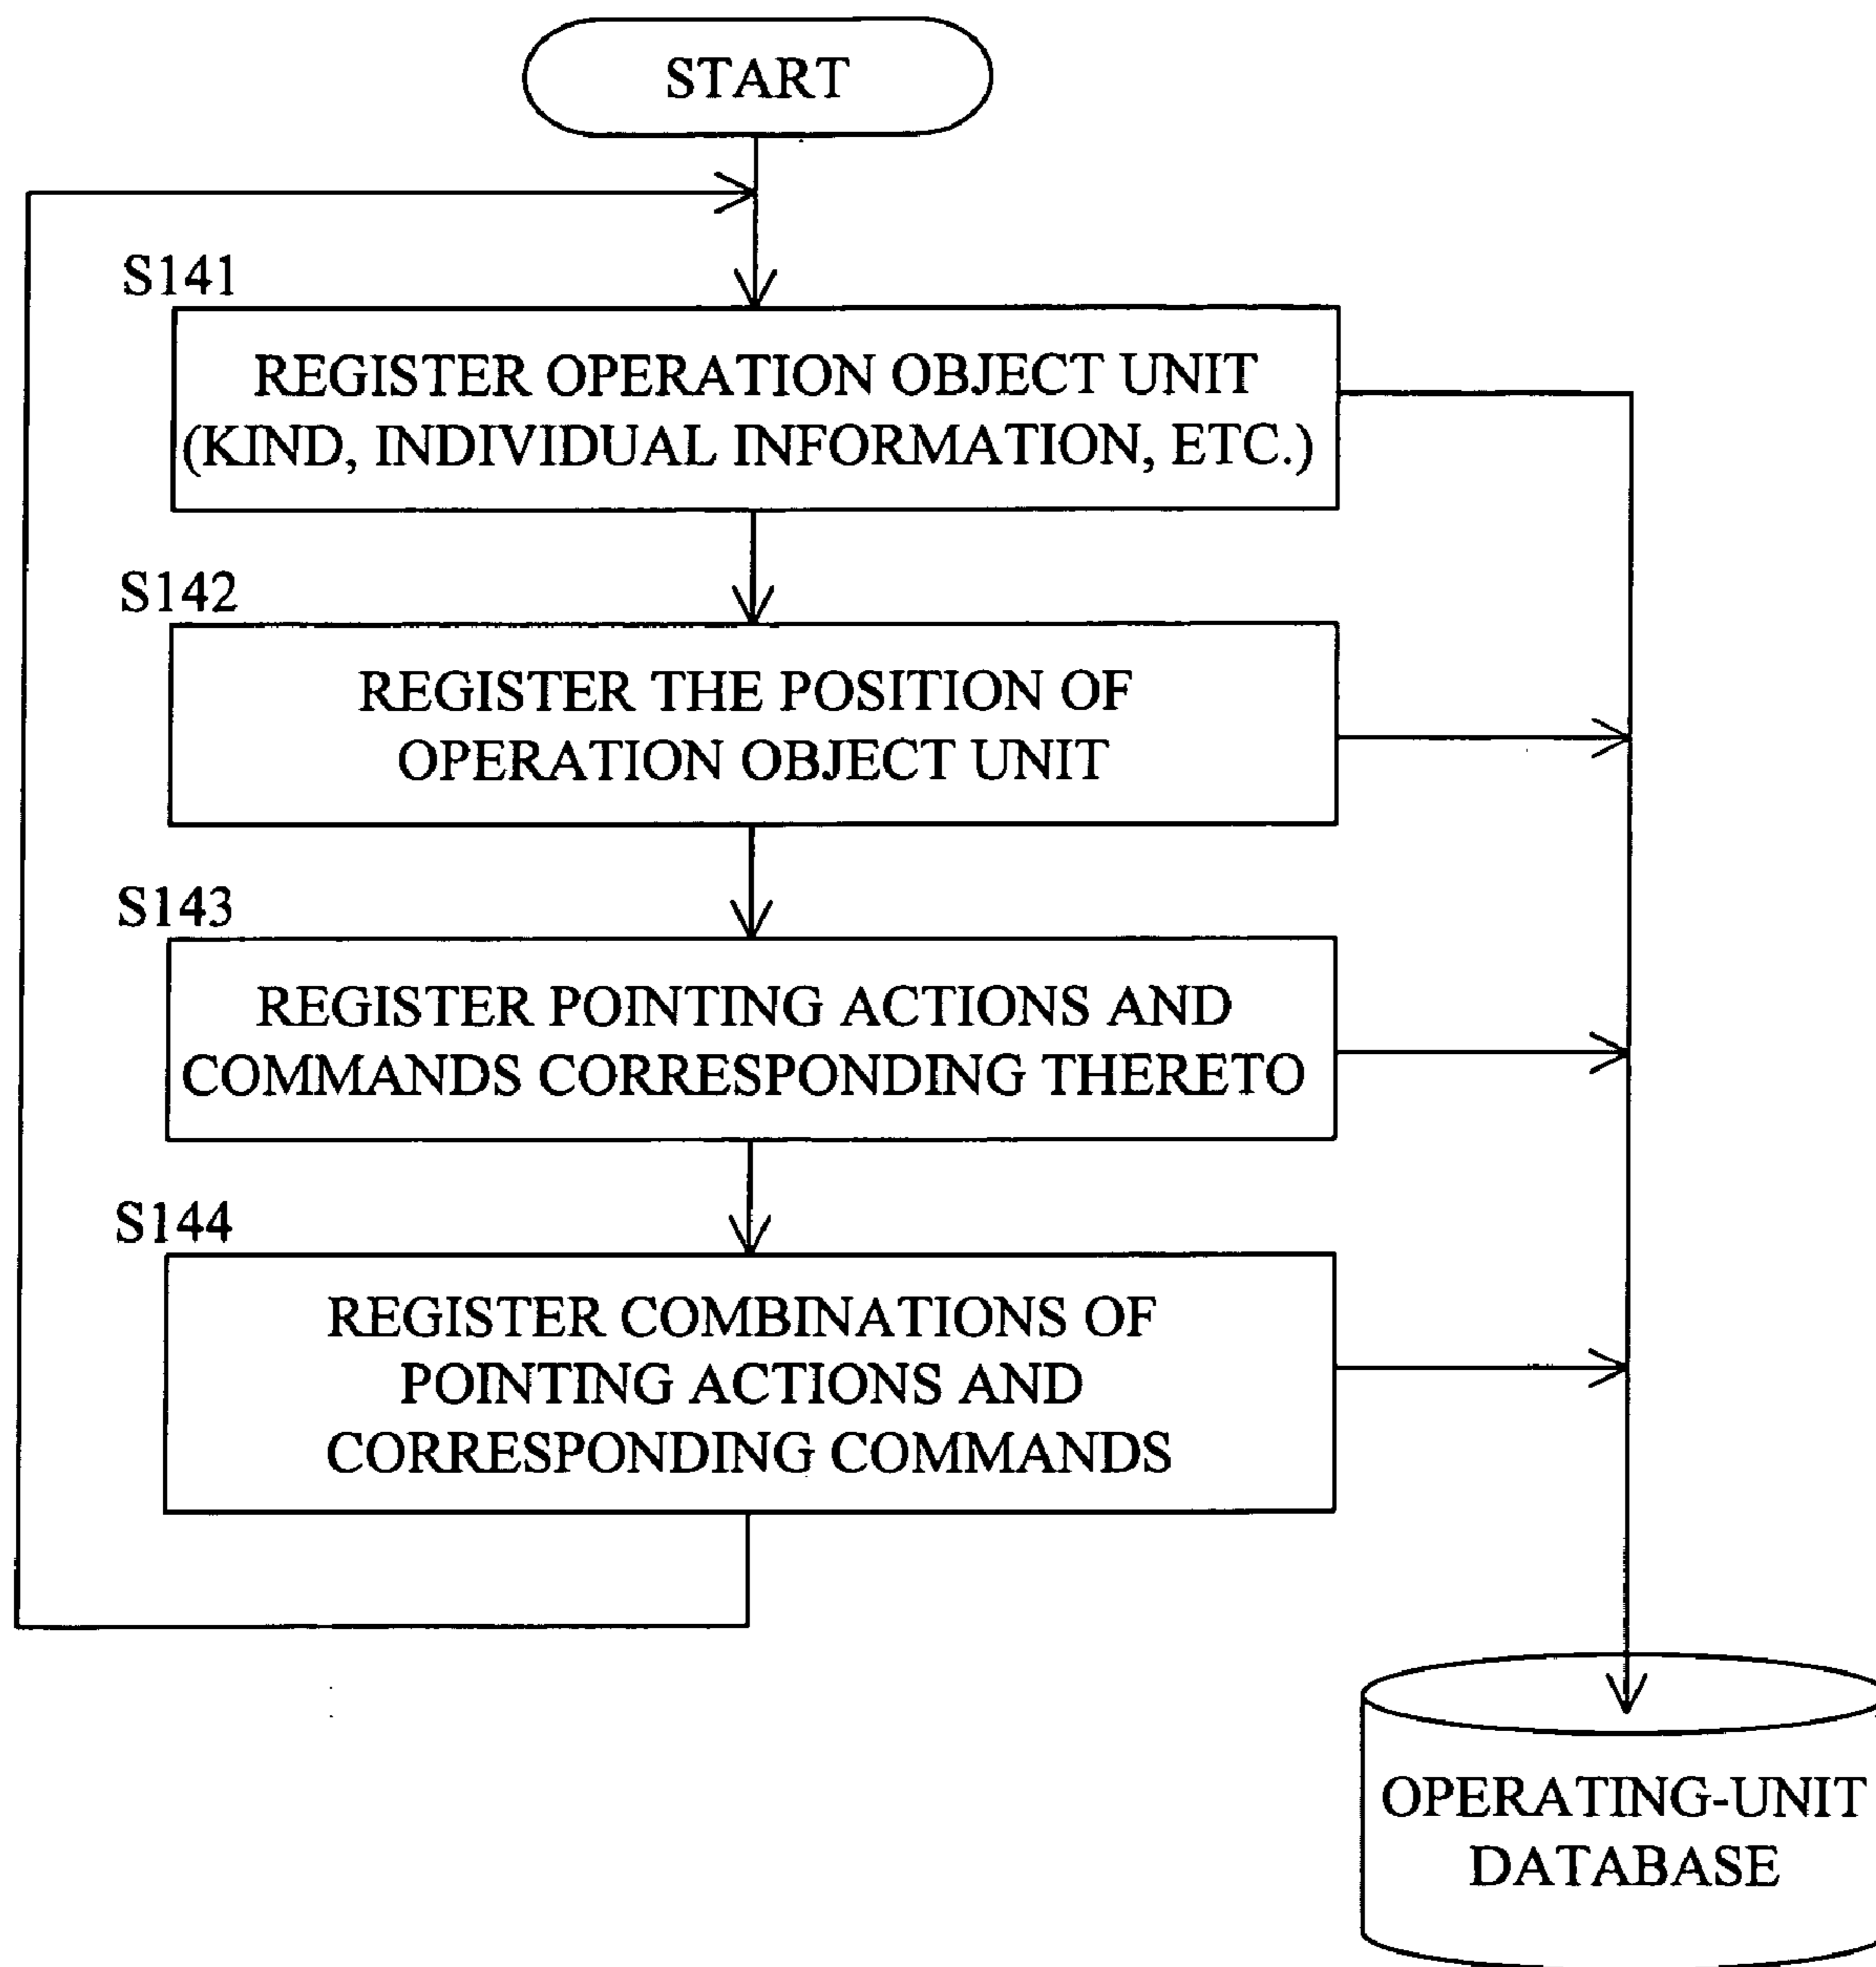 START
S141
REGISTER OPERATION OBJECT UNIT
(KIND, INDIVIDUAL INFORMATION, ETC.)
S142
REGISTER THE POSITION OF
OPERATION OBJECT UNIT
S143
REGISTER POINTING ACTIONS AND
COMMANDS CORRESPONDING THERETO
S144
REGISTER COMBINATIONS OF
POINTING ACTIONS AND
CORRESPONDING COMMANDS
OPERATING-UNIT
DATABASE